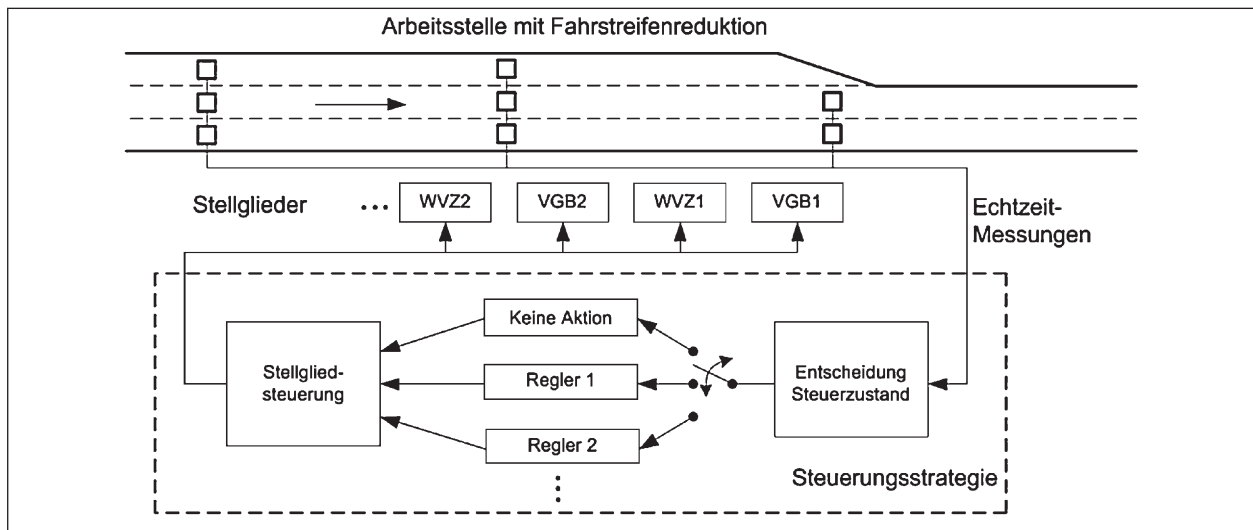 Arbeitsstelle mit Fahrstreifenreduktion
Stellglieder
... WVZ2
VGB2
WVZ1
VGB1
Echtzeit-
Messungen
Keine Aktion
Stellglied-
steuerung
Regler 1
Entscheidung
Steuerzustand
Regler 2
Steuerungsstrategie